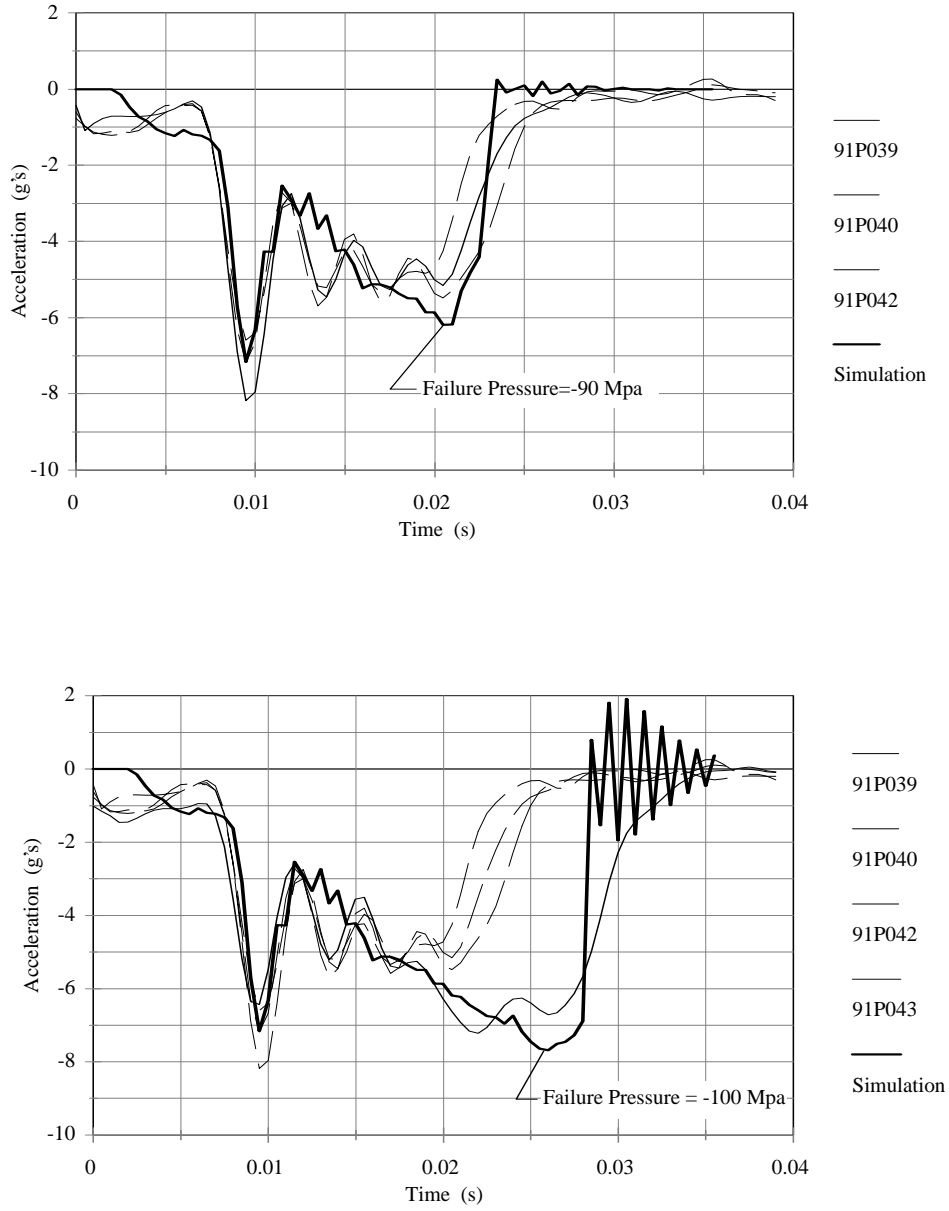 2
0
-2
-4
-6
-8
-10
Acceleration (g's)
0
0.01
0.02
0.03
0.04
Time (s)
Failure Pressure=-90 Mpa
91P039
91P040
91P042
Simulation
2
0
-2
-4
-6
-8
-10
Acceleration (g's)
0
0.01
0.02
0.03
0.04
Time (s)
Failure Pressure = -100 Mpa
91P039
91P040
91P042
91P043
Simulation